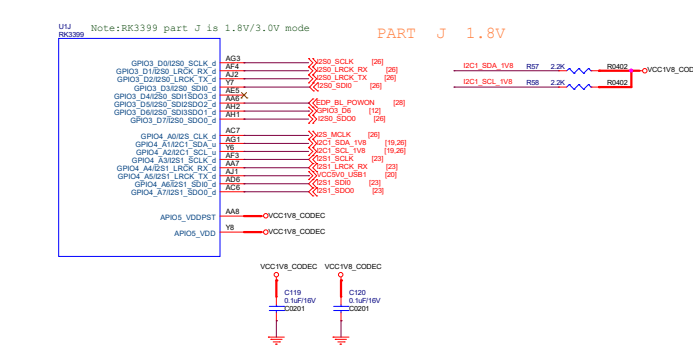 U1J
Note:RK3399 part J is 1.8V/3.0V mode
RK3399
PART J 1.8V
GPIO3_D0/I2S0_SCLK_d AG3 I2S0_SCLK [26]
GPIO3_D1/I2S0_LRCK_RX_d AF4 I2S0_LRCK_RX [26]
GPIO3_D2/I2S0_LRCK_TX_d AJ2 I2S0_LRCK_TX [26]
GPIO3_D3/I2S0_SDI0_d Y7 I2S0_SDI0 [26]
GPIO3_D4/I2S0_SDI1SDO3_d AE5
GPIO3_D5/I2S0_SDI2SDO2_d AA6 EDP_BL_POWON [28]
GPIO3_D6/I2S0_SDI3SDO1_d AH2 GPIO3_D6 [12]
GPIO3_D7/I2S0_SDO0_d AH1 I2S0_SDO0 [26]
GPIO4_A0/I2S_CLK_d AC7 I2S_MCLK [26]
GPIO4_A1/I2C1_SDA_u AG1 I2C1_SDA_1V8 [19,26]
GPIO4_A2/I2C1_SCL_u Y6 I2C1_SCL_1V8 [19,26]
GPIO4_A3/I2S1_SCLK_d AF3 I2S1_SCLK [23]
GPIO4_A4/I2S1_LRCK_RX_d AA7 I2S1_LRCK_RX [23]
GPIO4_A5/I2S1_LRCK_TX_d AJ1 VCC5V0_USB1 [20]
GPIO4_A6/I2S1_SDI0_d AD6 I2S1_SDI0 [23]
GPIO4_A7/I2S1_SDO0_d AC6 I2S1_SDO0 [23]
APIO5_VDDPST AA8 VCC1V8_CODEC
APIO5_VDD Y8 VCC1V8_CODEC
I2C1_SDA_1V8 R57 2.2K R0402 VCC1V8_COD
I2C1_SCL_1V8 R58 2.2K R0402
VCC1V8_CODEC VCC1V8_CODEC
C119 C120
0.1uF/16V 0.1uF/16V
C0201 C0201